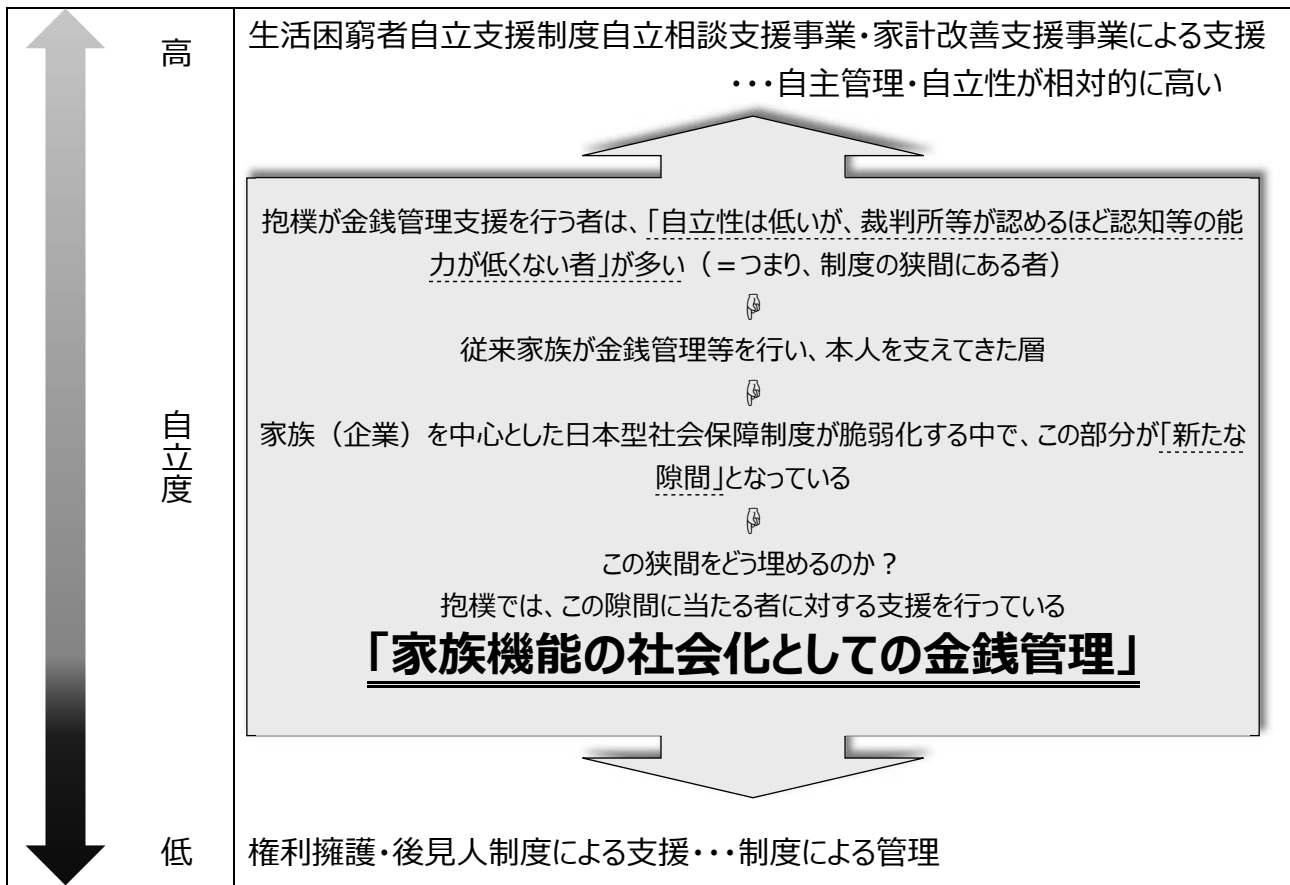 高
生活困窮者自立支援制度自立相談支援事業・家計改善支援事業による支援
・・・自主管理・自立性が相対的に高い
抱樸が金銭管理支援を行う者は、「自立性は低いが、裁判所等が認めるほど認知等の能
力が低くない者」が多い（＝つまり、制度の狭間にある者）
☟
従来家族が金銭管理等を行い、本人を支えてきた層
☟
家族（企業）を中心とした日本型社会保障制度が脆弱化する中で、この部分が「新たな
隙間」となっている
☟
この狭間をどう埋めるのか？
抱樸では、この隙間に当たる者に対する支援を行っている
「家族機能の社会化としての金銭管理」
自立度
低
権利擁護・後見人制度による支援・・・制度による管理